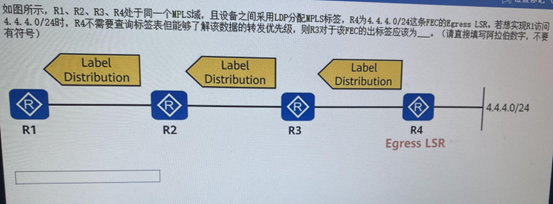 如图所示，R1、R2、R3、R4处于同一个MPLS域，且设备之间采用LDP分配MPLS标签，R4为4.4.4.0/24这条FEC的Egress LSR。若想实现R1访问
4.4.4.0/24时，R4不需要查询标签表但能够了解该数据的转发优先级，则R3对于该FEC的出标签应该为___。（请直接填写阿拉伯数字，不要
有符号）
Label Distribution
Label Distribution
Label Distribution
R
R
R
R
4.4.4.0/24
R1
R2
R3
R4
Egress LSR